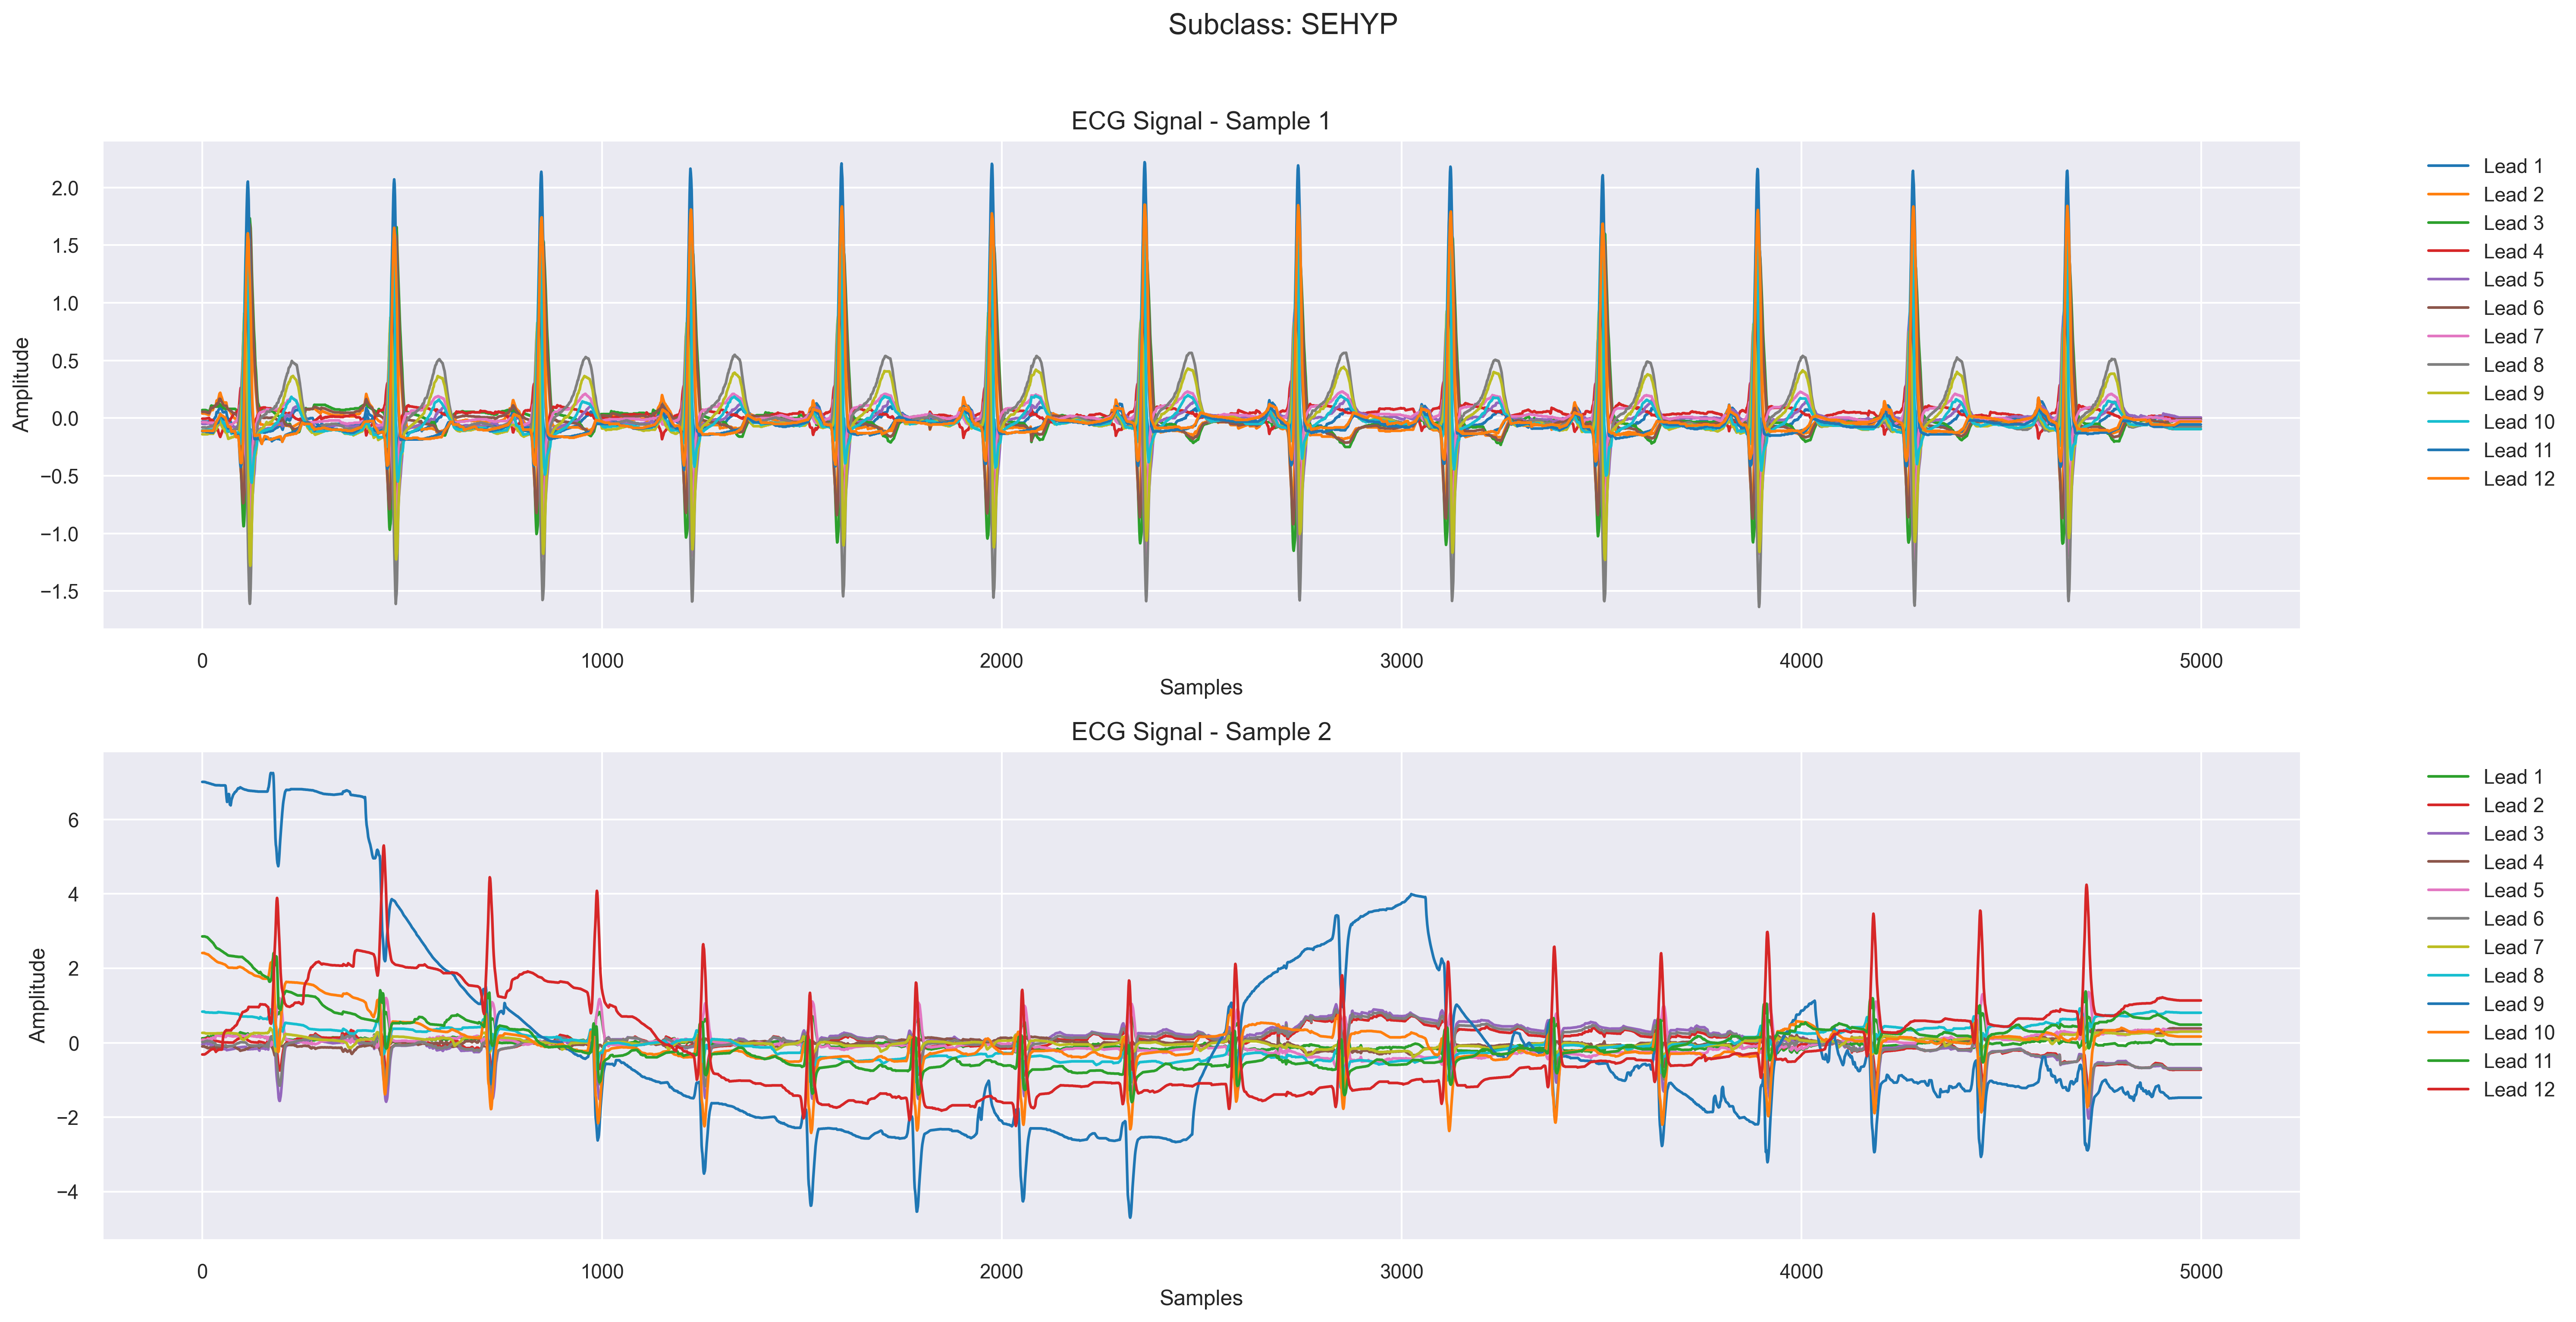 Subclass: SEHYP
ECG Signal - Sample 1
Amplitude
2.0
1.5
1.0
0.5
0.0
−0.5
−1.0
−1.5
0 1000 2000 3000 4000 5000
Samples
Lead 1
Lead 2
Lead 3
Lead 4
Lead 5
Lead 6
Lead 7
Lead 8
Lead 9
Lead 10
Lead 11
Lead 12
ECG Signal - Sample 2
Amplitude
6
4
2
0
−2
−4
0 1000 2000 3000 4000 5000
Samples
Lead 1
Lead 2
Lead 3
Lead 4
Lead 5
Lead 6
Lead 7
Lead 8
Lead 9
Lead 10
Lead 11
Lead 12